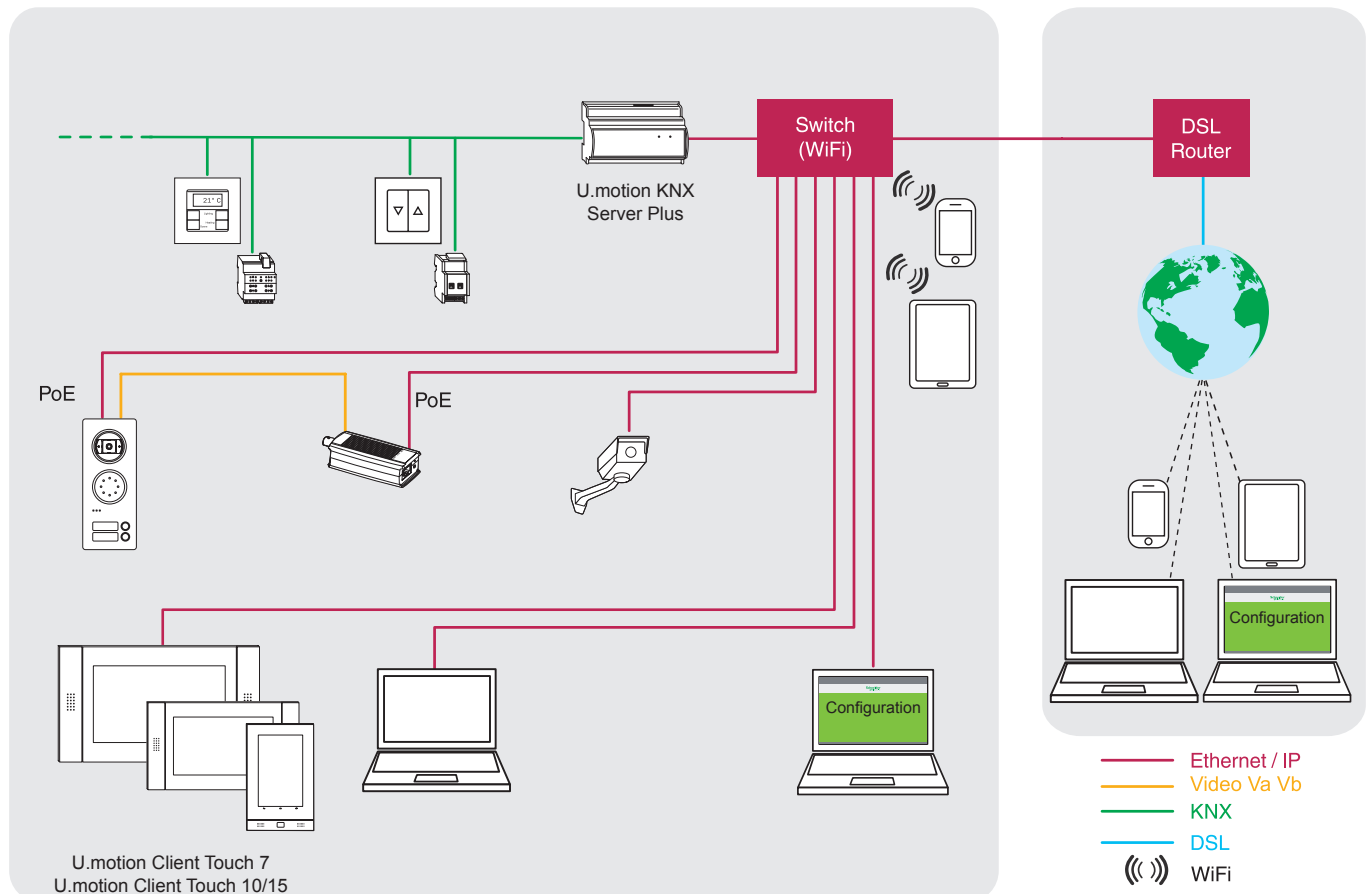 Switch
(WiFi)
DSL
Router
U.motion KNX
Server Plus
21° C
PoE
PoE
Configuration
Configuration
U.motion Client Touch 7
U.motion Client Touch 10/15
Ethernet / IP
Video Va Vb
KNX
DSL
WiFi